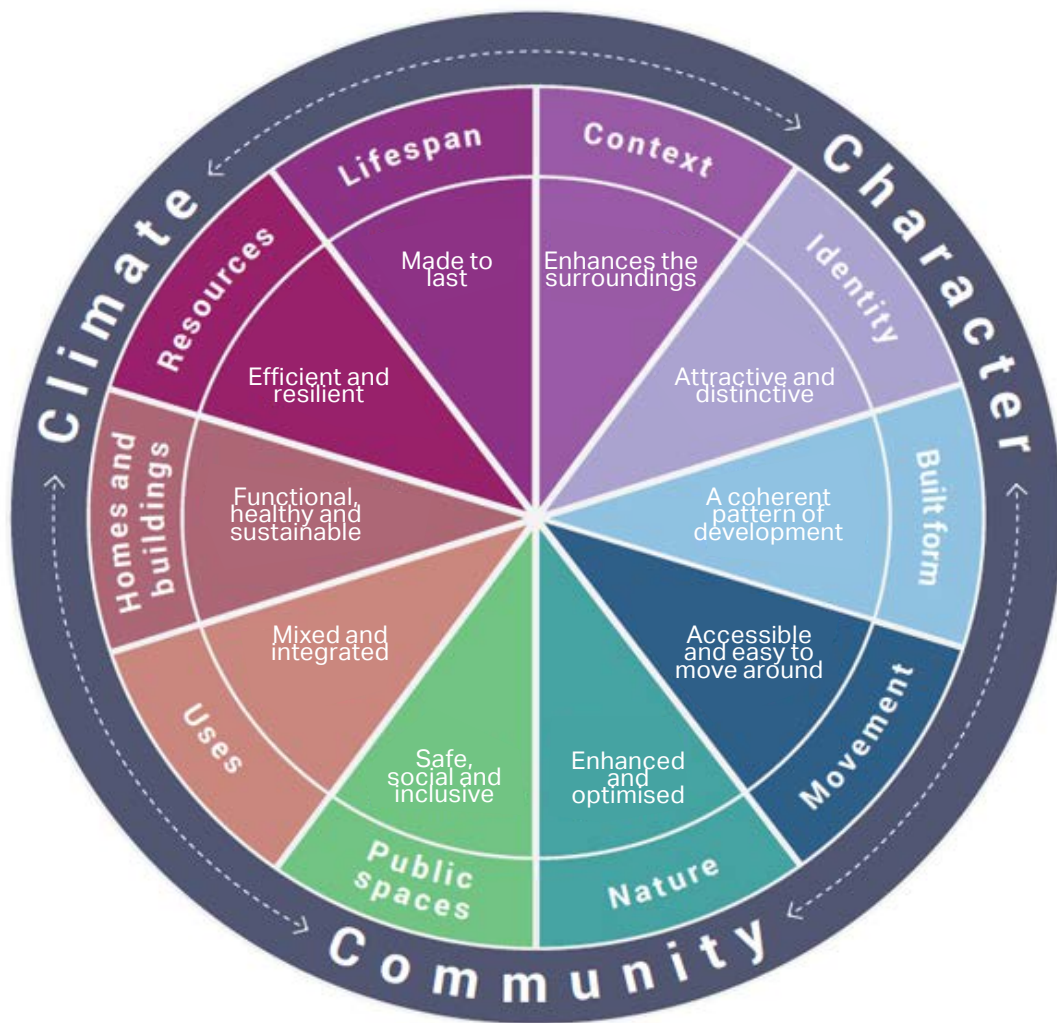 Climate
Character
Community
Context
Enhances the
surroundings
Identity
Attractive and
distinctive
Built form
A coherent
pattern of
development
Movement
Accessible
and easy to
move around
Nature
Enhanced
and
optimised
Public
spaces
Safe,
social and
inclusive
Uses
Mixed and
integrated
Homes and
buildings
Functional,
healthy and
sustainable
Resources
Efficient and
resilient
Lifespan
Made to
last